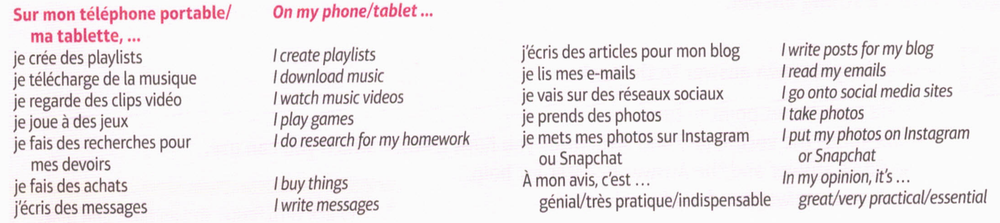 Sur mon téléphone portable/
ma tablette, ...
je crée des playlists
je télécharge de la musique
je regarde des clips vidéo
je joue à des jeux
je fais des recherches pour
mes devoirs
je fais des achats
j'écris des messages
On my phone/tablet ...
I create playlists
I download music
I watch music videos
I play games
I do research for my homework
I buy things
I write messages
j'écris des articles pour mon blog
je lis mes e-mails
je vais sur des réseaux sociaux
je prends des photos
je mets mes photos sur Instagram
ou Snapchat
À mon avis, c'est ...
génial/très pratique/indispensable
I write posts for my blog
I read my emails
I go onto social media sites
I take photos
I put my photos on Instagram
or Snapchat
In my opinion, it's ...
great/very practical/essential